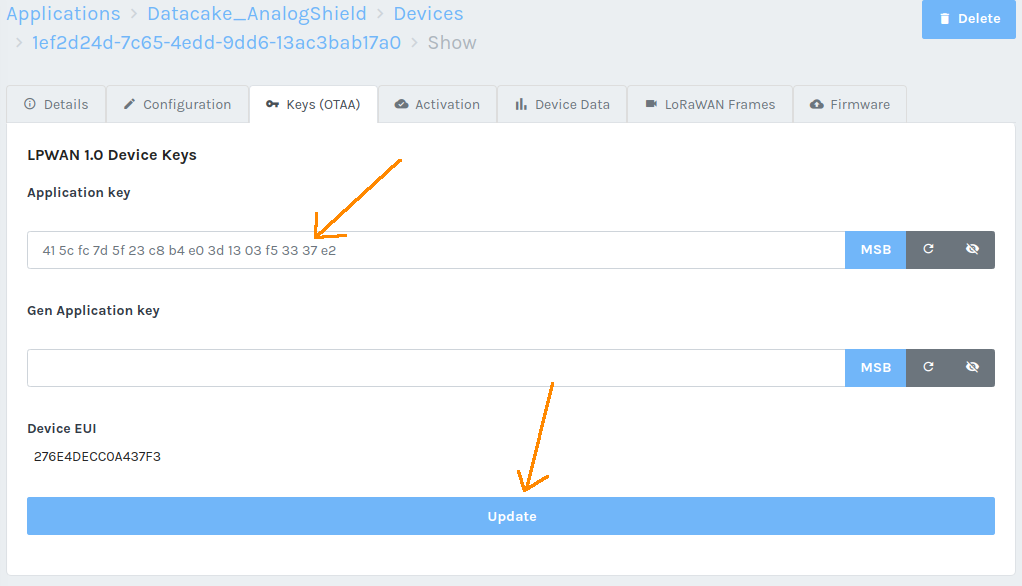 Applications > Datacake_AnalogShield > Devices
Delete
> 1ef2d24d-7c65-4edd-9dd6-13ac3bab17a0 > Show
Details Configuration Keys (OTAA) Activation Device Data LoRaWAN Frames Firmware
LPWAN 1.0 Device Keys
Application key
41 5c fc 7d 5f 23 c8 b4 e0 3d 13 03 f5 33 37 e2 MSB
Gen Application key
MSB
Device EUI
276E4DECC0A437F3
Update